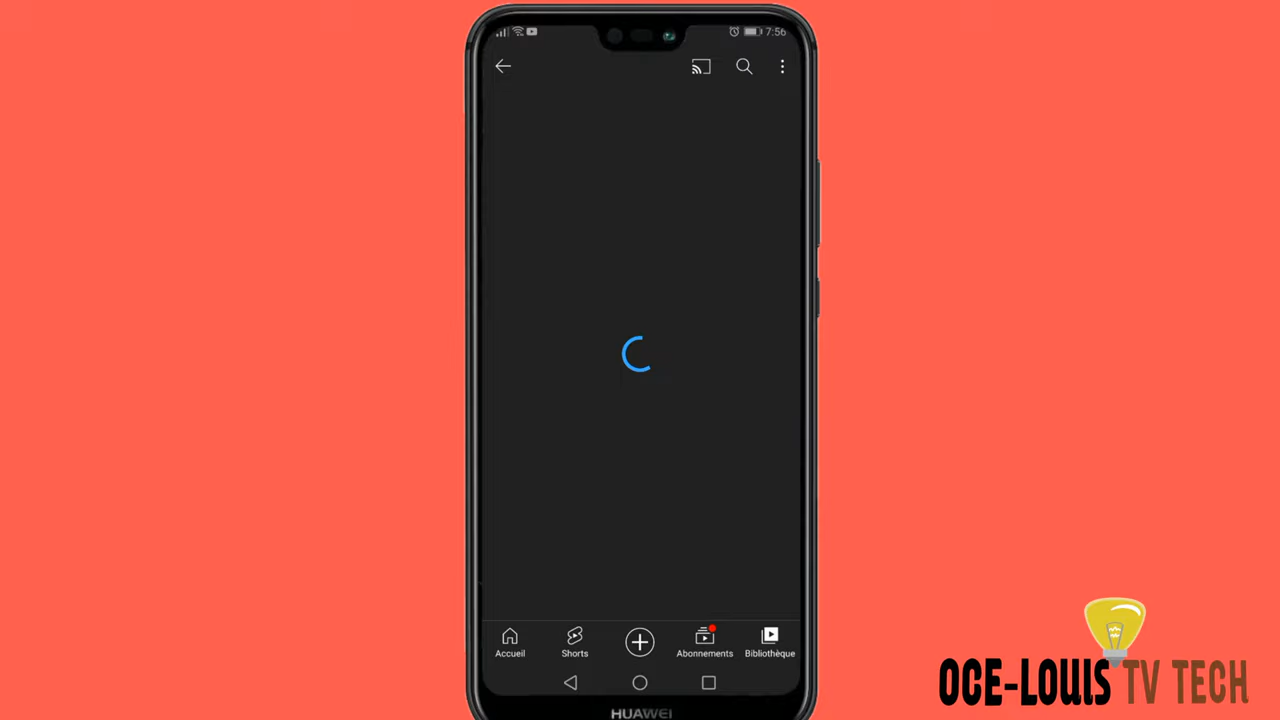 7:56
Accueil
Shorts
Abonnements
Bibliothèque
HUAWEI
OCE-LOUIS TV TECH